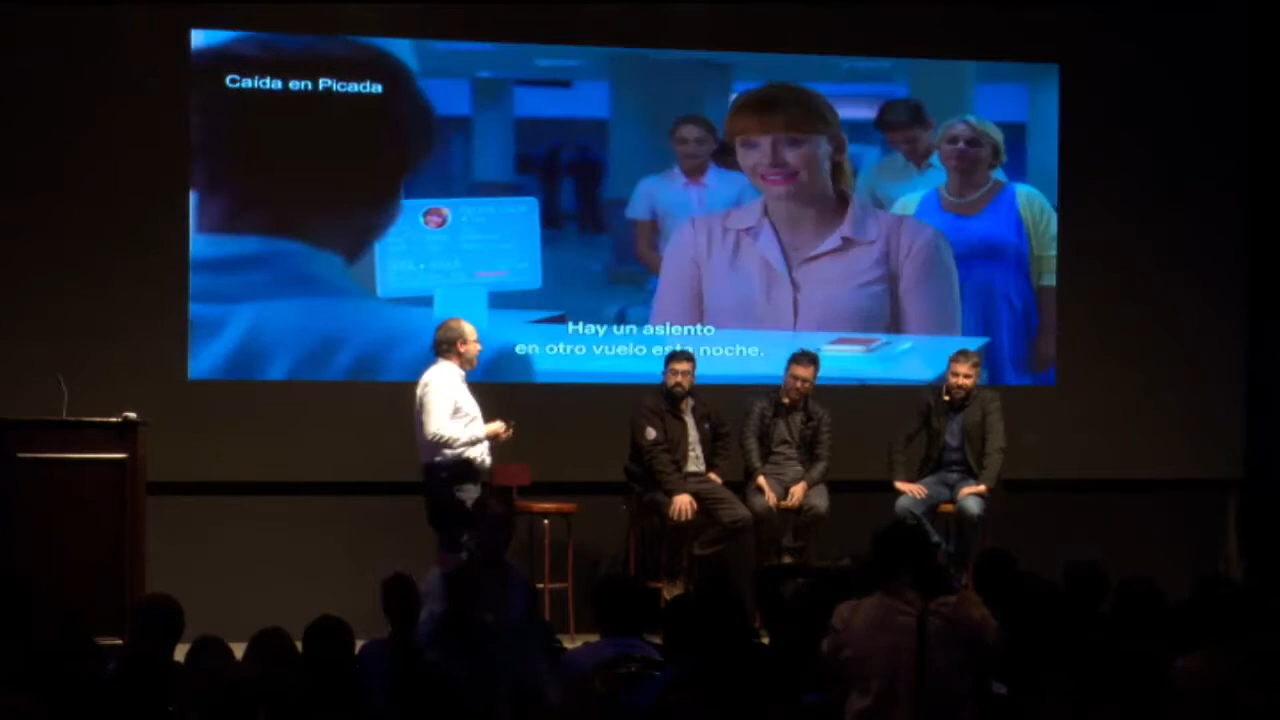 Caída en Picada
Hay un asiento
en otro vuelo esta noche.